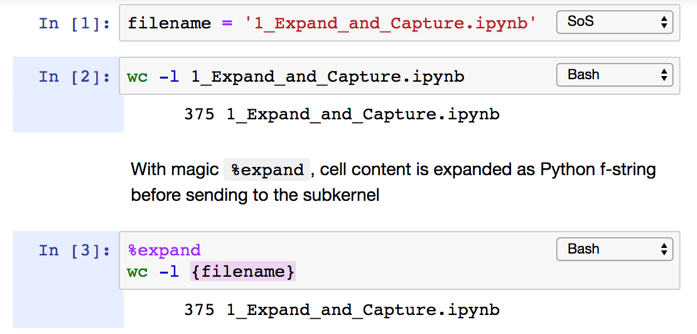 In [1]: filename = '1_Expand_and_Capture.ipynb' SoS
In [2]: wc -l 1_Expand_and_Capture.ipynb Bash
375 1_Expand_and_Capture.ipynb
With magic %expand , cell content is expanded as Python f-string
before sending to the subkernel
In [3]: %expand Bash
wc -l {filename}
375 1_Expand_and_Capture.ipynb